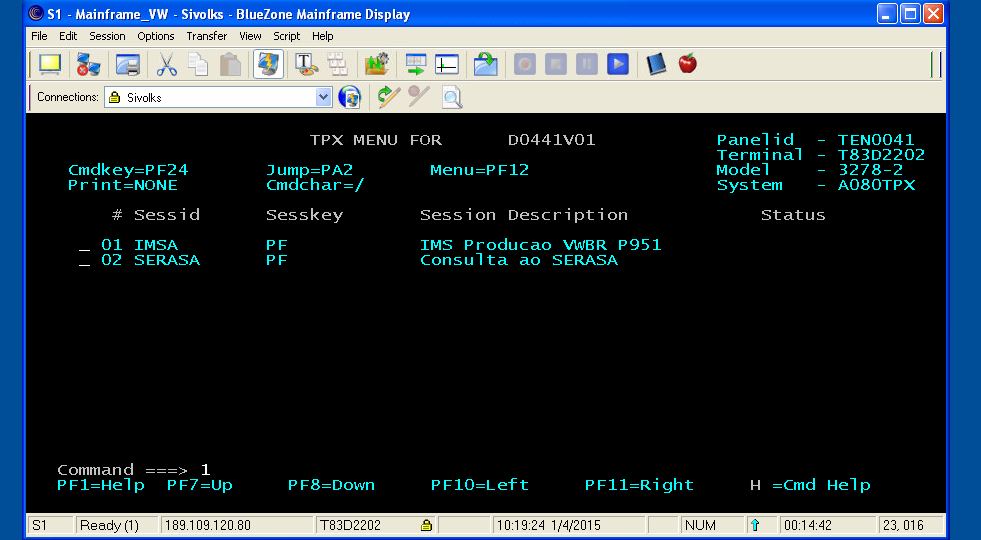 S1 - Mainframe_VW - Sivolks - BlueZone Mainframe Display
File Edit Session Options Transfer View Script Help
Connections: Sivolks
TPX MENU FOR D0441V01 Panelid - TEN0041
Terminal - T83D2202
Cmdkey=PF24 Jump=PA2 Menu=PF12 Model - 3278-2
Print=NONE Cmdchar=/ System - A080TPX
# Sessid Sesskey Session Description Status
_ 01 IMSA PF IMS Producao VWBR P951
_ 02 SERASA PF Consulta ao SERASA
Command ===> 1
PF1=Help PF7=Up PF8=Down PF10=Left PF11=Right H =Cmd Help
S1 Ready (1) 189.109.120.80 T83D2202 10:19:24 1/4/2015 NUM 00:14:42 23, 016